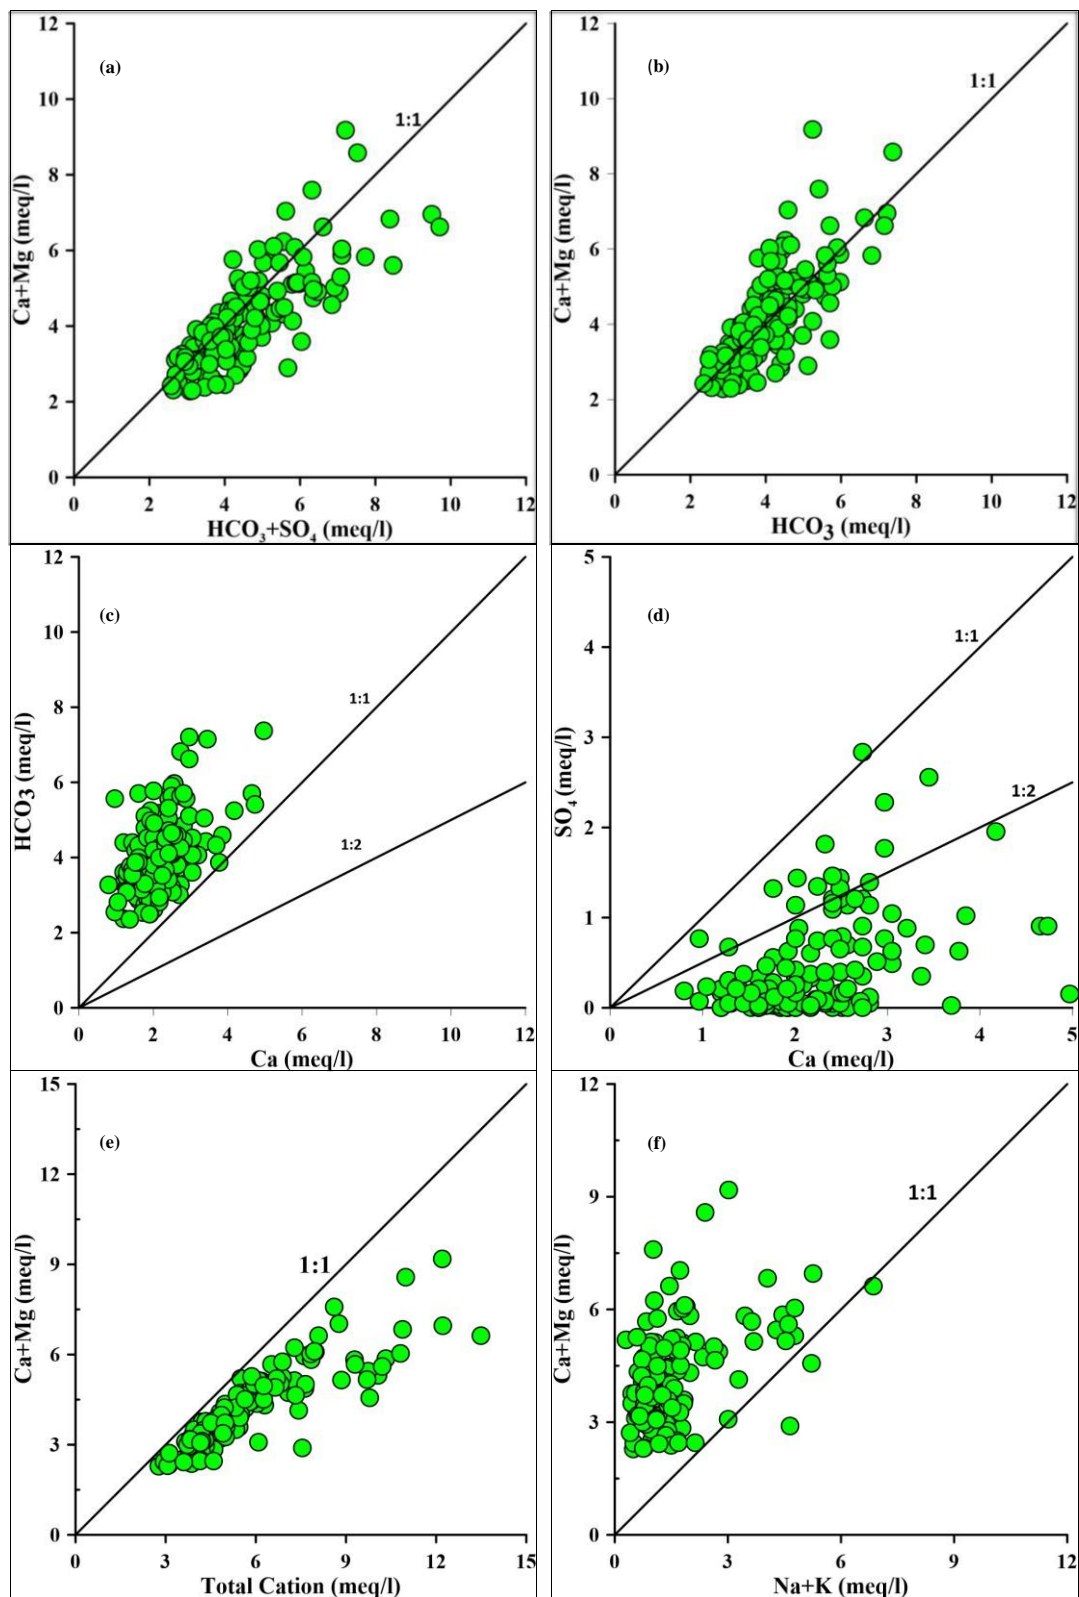 12
10
8
6
4
2
0
0 2 4 6 8 10 12
(a)
1:1
Ca+Mg (meq/l)
HCO₃+SO₄ (meq/l)
12
10
8
6
4
2
0
0 2 4 6 8 10 12
(b)
1:1
Ca+Mg (meq/l)
HCO3 (meq/l)
12
10
8
6
4
2
0
0 2 4 6 8 10 12
(c)
1:1
1:2
HCO3 (meq/l)
Ca (meq/l)
5
4
3
2
1
0
0 1 2 3 4 5
(d)
1:1
1:2
SO₄ (meq/l)
Ca (meq/l)
15
12
9
6
3
0
0 3 6 9 12 15
(e)
1:1
Ca+Mg (meq/l)
Total Cation (meq/l)
12
9
6
3
0
0 3 6 9 12
(f)
1:1
Ca+Mg (meq/l)
Na+K (meq/l)